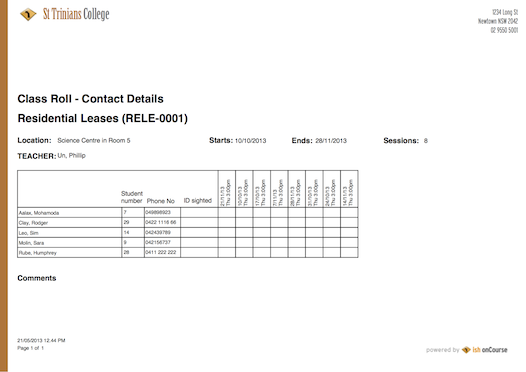 St Trinians College
1234 Long St
Newtown NSW 2042
02 9550 5001
Class Roll - Contact Details
Residential Leases (RELE-0001)
Location: Science Centre in Room 5 Starts: 10/10/2013 Ends: 28/11/2013 Sessions: 8
TEACHER: Un, Phillip
Student number Phone No ID sighted 21/11/13 Thu 3:00pm 10/10/13 Thu 3:00pm 17/10/13 Thu 3:00pm 7/11/13 Thu 3:00pm 28/11/13 Thu 3:00pm 31/10/13 Thu 3:00pm 24/10/13 Thu 3:00pm 14/11/13 Thu 3:00pm
Aalax, Mohamoda 7 049898923
Clay, Rodger 29 0422 1116 66
Leo, Sim 14 042439789
Molin, Sara 9 042156737
Rube, Humphrey 28 0411 222 222
Comments
21/05/2013 12:44 PM
Page 1 of 1
powered by ish onCourse